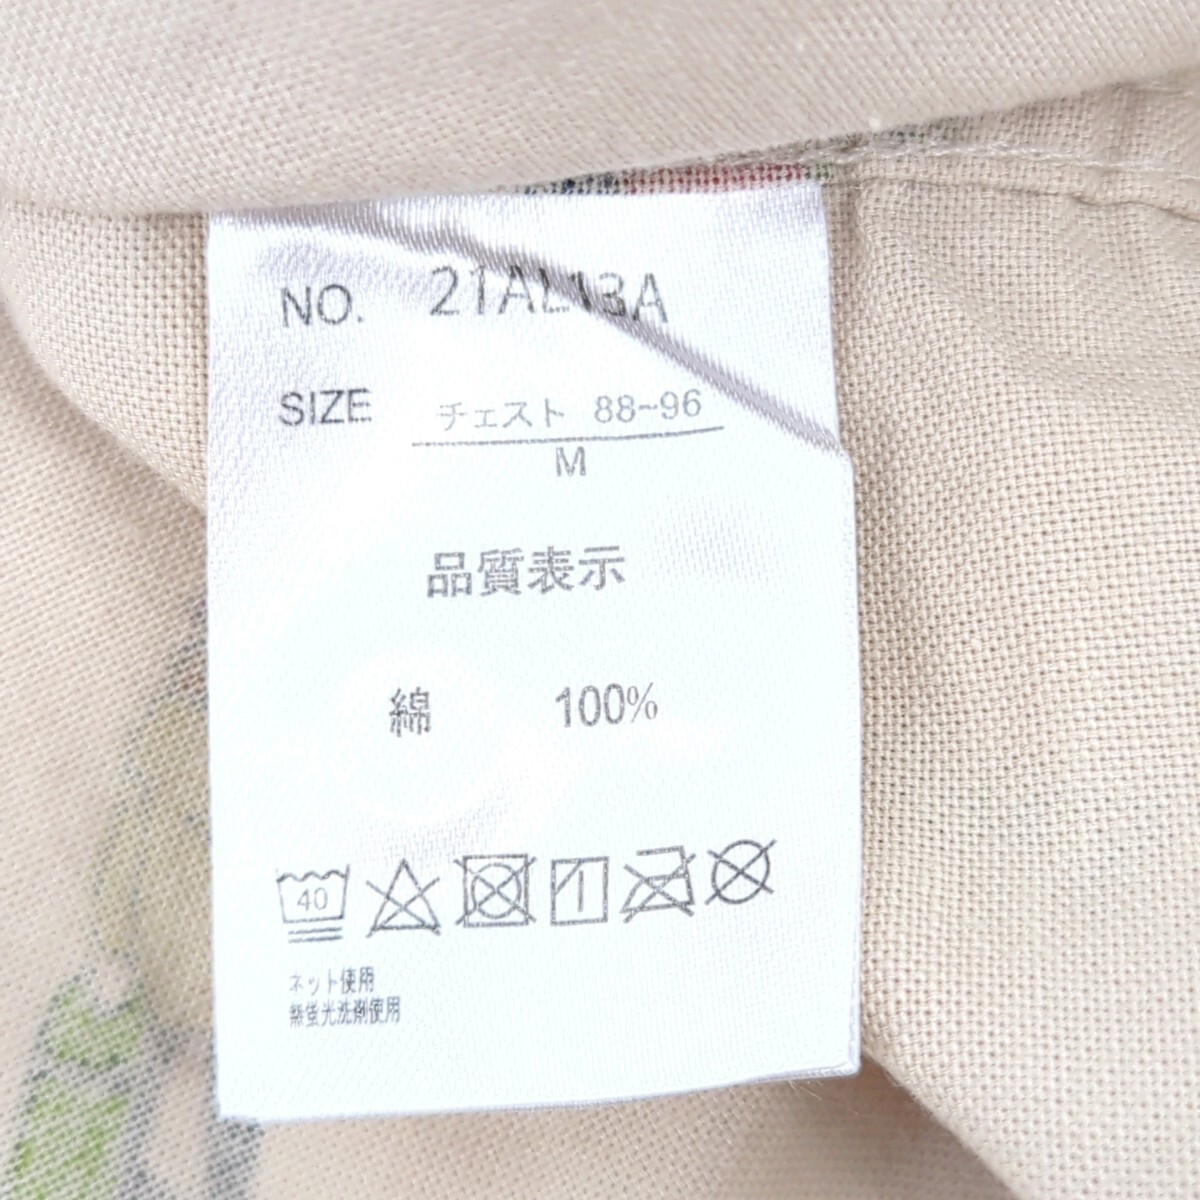 NO. 21AL13A
SIZE チェスト 88~96
M
品質表示
綿 100%
40
ネット使用
無蛍光洗剤使用